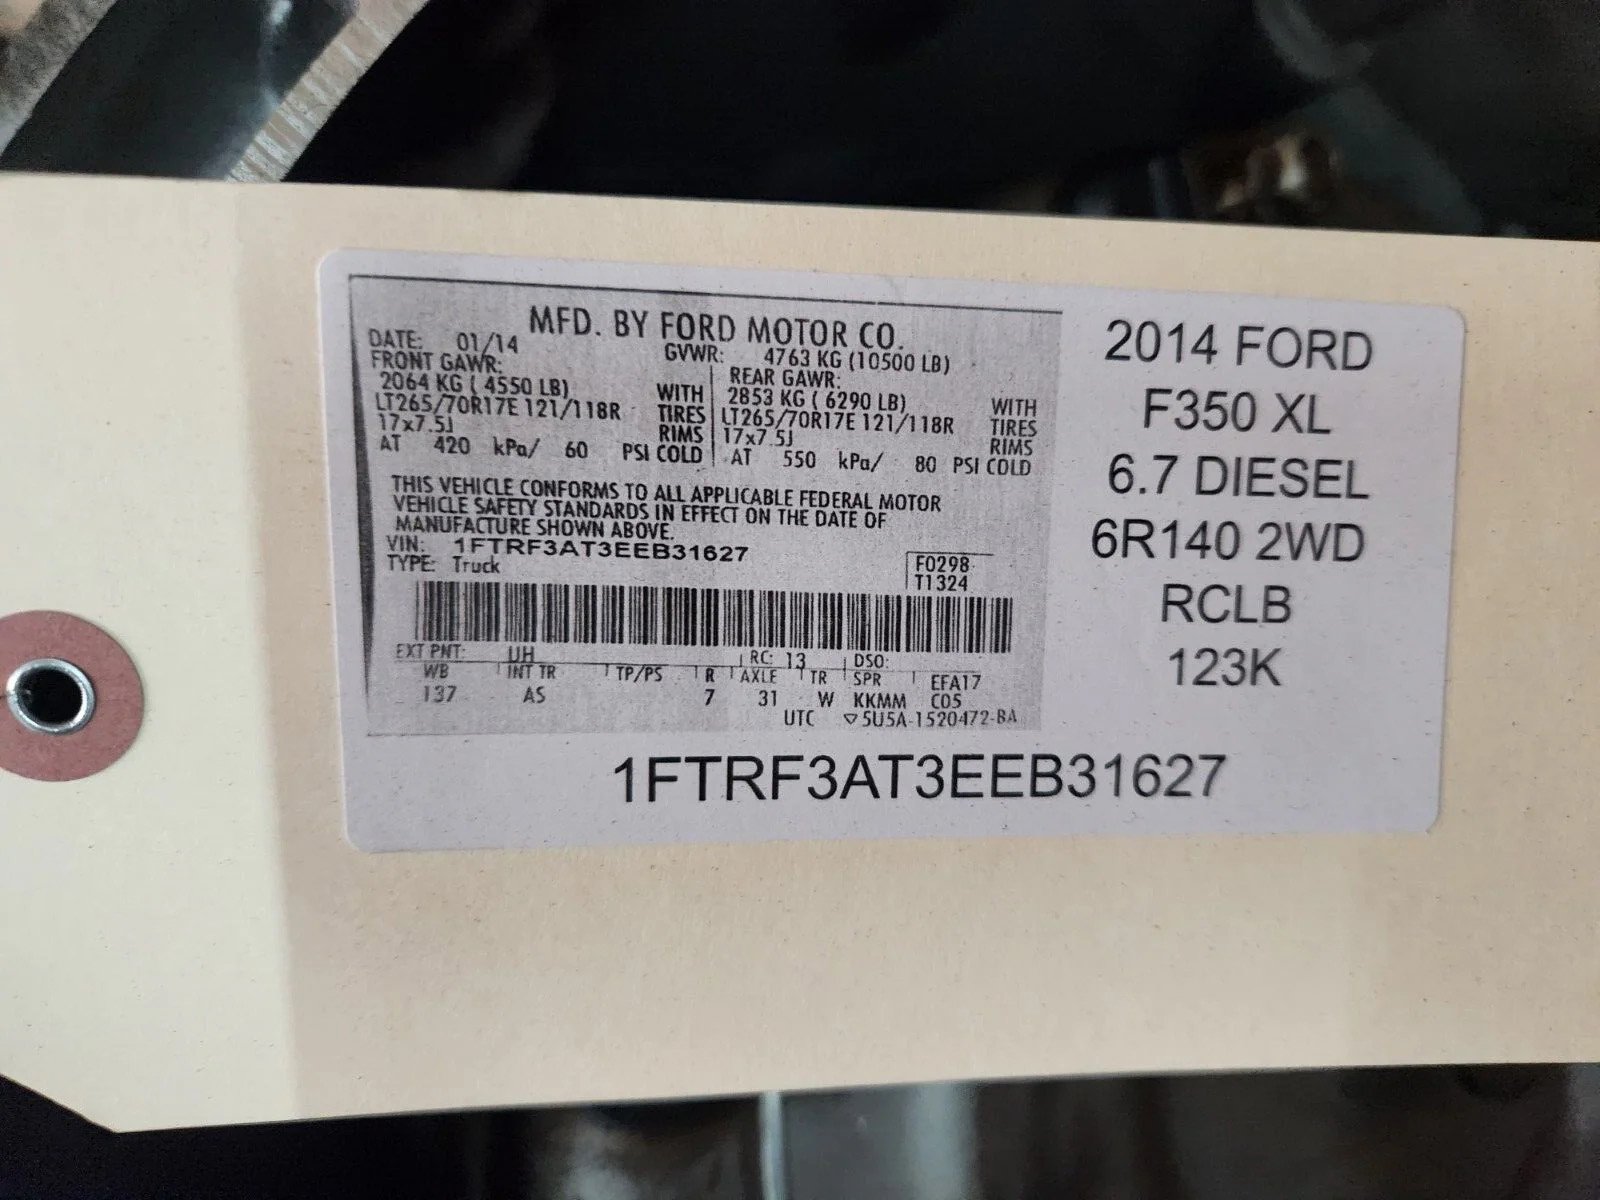 MFD. BY FORD MOTOR CO.
DATE: 01/14 GVWR: 4763 KG (10500 LB)
FRONT GAWR: REAR GAWR:
2064 KG ( 4550 LB) WITH 2853 KG ( 6290 LB) WITH
LT265/70R17E 121/118R TIRES LT265/70R17E 121/118R TIRES
17x7.5J RIMS 17x7.5J RIMS
AT 420 kPa/ 60 PSI COLD AT 550 kPa/ 80 PSI COLD
THIS VEHICLE CONFORMS TO ALL APPLICABLE FEDERAL MOTOR
VEHICLE SAFETY STANDARDS IN EFFECT ON THE DATE OF
MANUFACTURE SHOWN ABOVE.
VIN: 1FTRF3AT3EEB31627
TYPE: Truck
F0298
T1324
EXT PNT: UH RC: 13 DSO:
WB INT TR TP/PS R AXLE TR SPR EFA17
137 AS 7 31 W KKMM C05
UTC ▽5U5A-1520472-BA
2014 FORD
F350 XL
6.7 DIESEL
6R140 2WD
RCLB
123K
1FTRF3AT3EEB31627